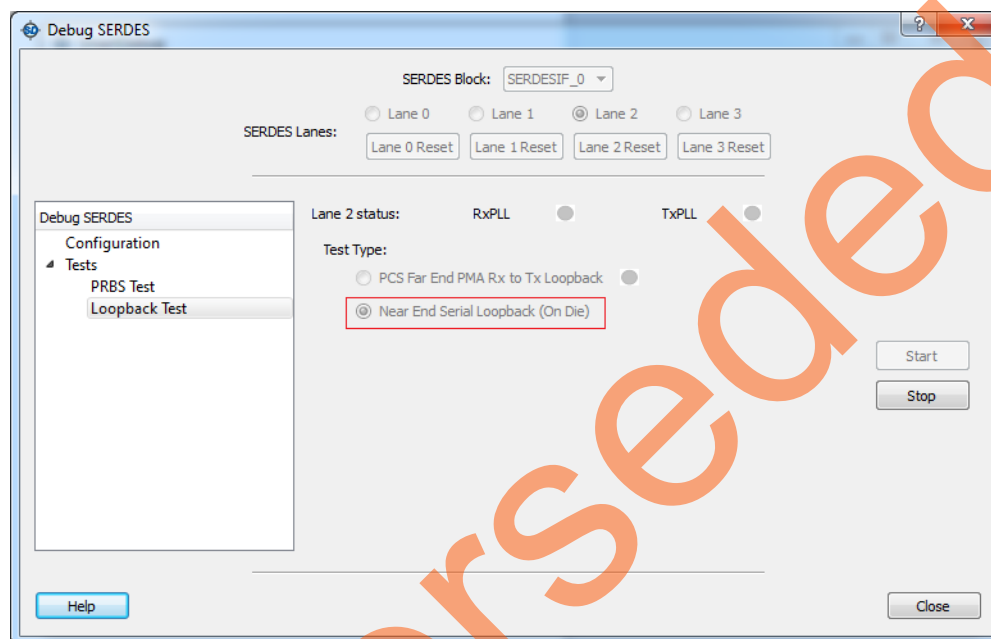 Debug SERDES
SERDES Block: SERDESIF_0
SERDES Lanes:
Lane 0 Lane 1 Lane 2 Lane 3
Lane 0 Reset Lane 1 Reset Lane 2 Reset Lane 3 Reset
Debug SERDES
Configuration
Tests
PRBS Test
Loopback Test
Lane 2 status: RxPLL TxPLL
Test Type:
PCS Far End PMA Rx to Tx Loopback
Near End Serial Loopback (On Die)
Start
Stop
Help
Close
ersed